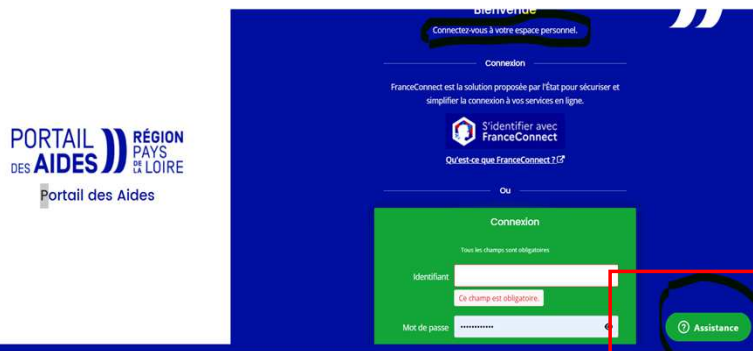 Bienvenue
Connectez-vous à votre espace personnel.
Connexion
FranceConnect est la solution proposée par l'État pour sécuriser et
simplifier la connexion à vos services en ligne.
S'identifier avec
FranceConnect
Qu'est-ce que FranceConnect ?
Ou
PORTAIL DES AIDES
RÉGION
PAYS
DE LA LOIRE
Portail des Aides
Connexion
Tous les champs sont obligatoires
Identifiant
Ce champ est obligatoire.
Mot de passe
Assistance